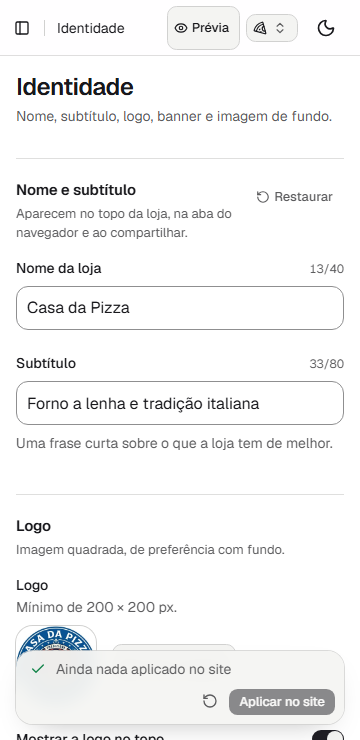 Identidade
Prévia
Identidade
Nome, subtítulo, logo, banner e imagem de fundo.
Nome e subtítulo
Restaurar
Aparecem no topo da loja, na aba do
navegador e ao compartilhar.
Nome da loja
13/40
Casa da Pizza
Subtítulo
33/80
Forno a lenha e tradição italiana
Uma frase curta sobre o que a loja tem de melhor.
Logo
Imagem quadrada, de preferência com fundo.
Logo
Mínimo de 200 × 200 px.
CASA DA PIZZA
Ainda nada aplicado no site
Aplicar no site
Mostrar a logo no topo